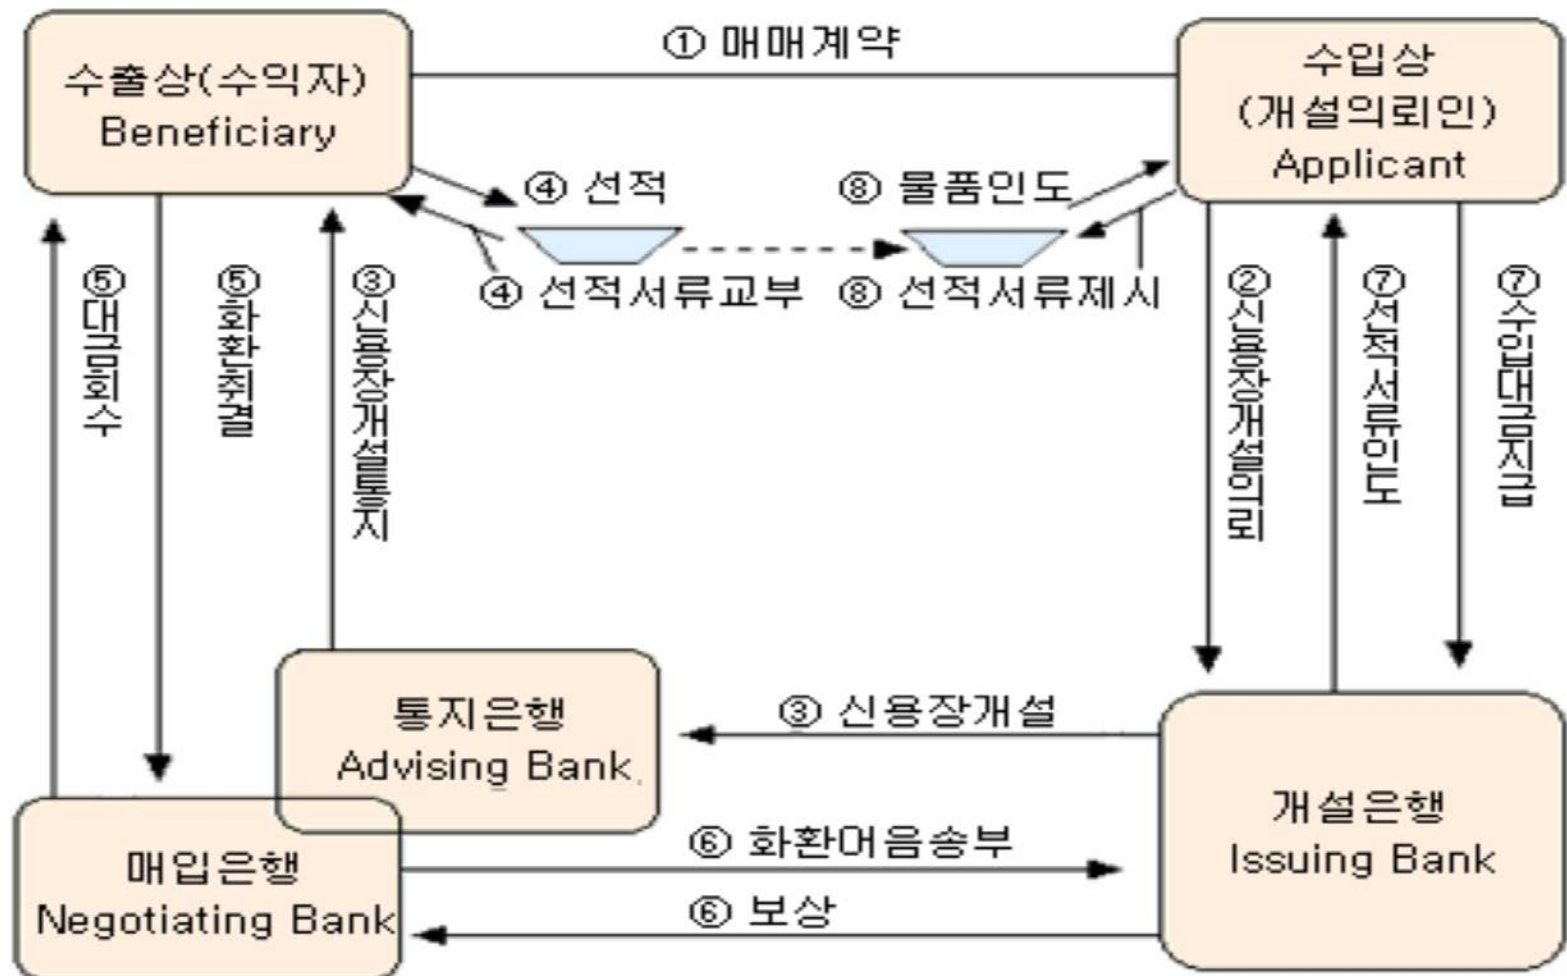 ① 매매계약
수출상(수익자)
Beneficiary
수입상
(개설의뢰인)
Applicant
④ 선적
⑧ 물품인도
④ 선적서류교부
⑧ 선적서류제시
⑤대금회수
⑤화환취결
③신용장개설통지
②신용장개설의뢰
⑦선적서류인도
⑦수입대금지급
통지은행
Advising Bank
③ 신용장개설
매입은행
Negotiating Bank
⑥ 화환어음송부
⑥ 보상
개설은행
Issuing Bank